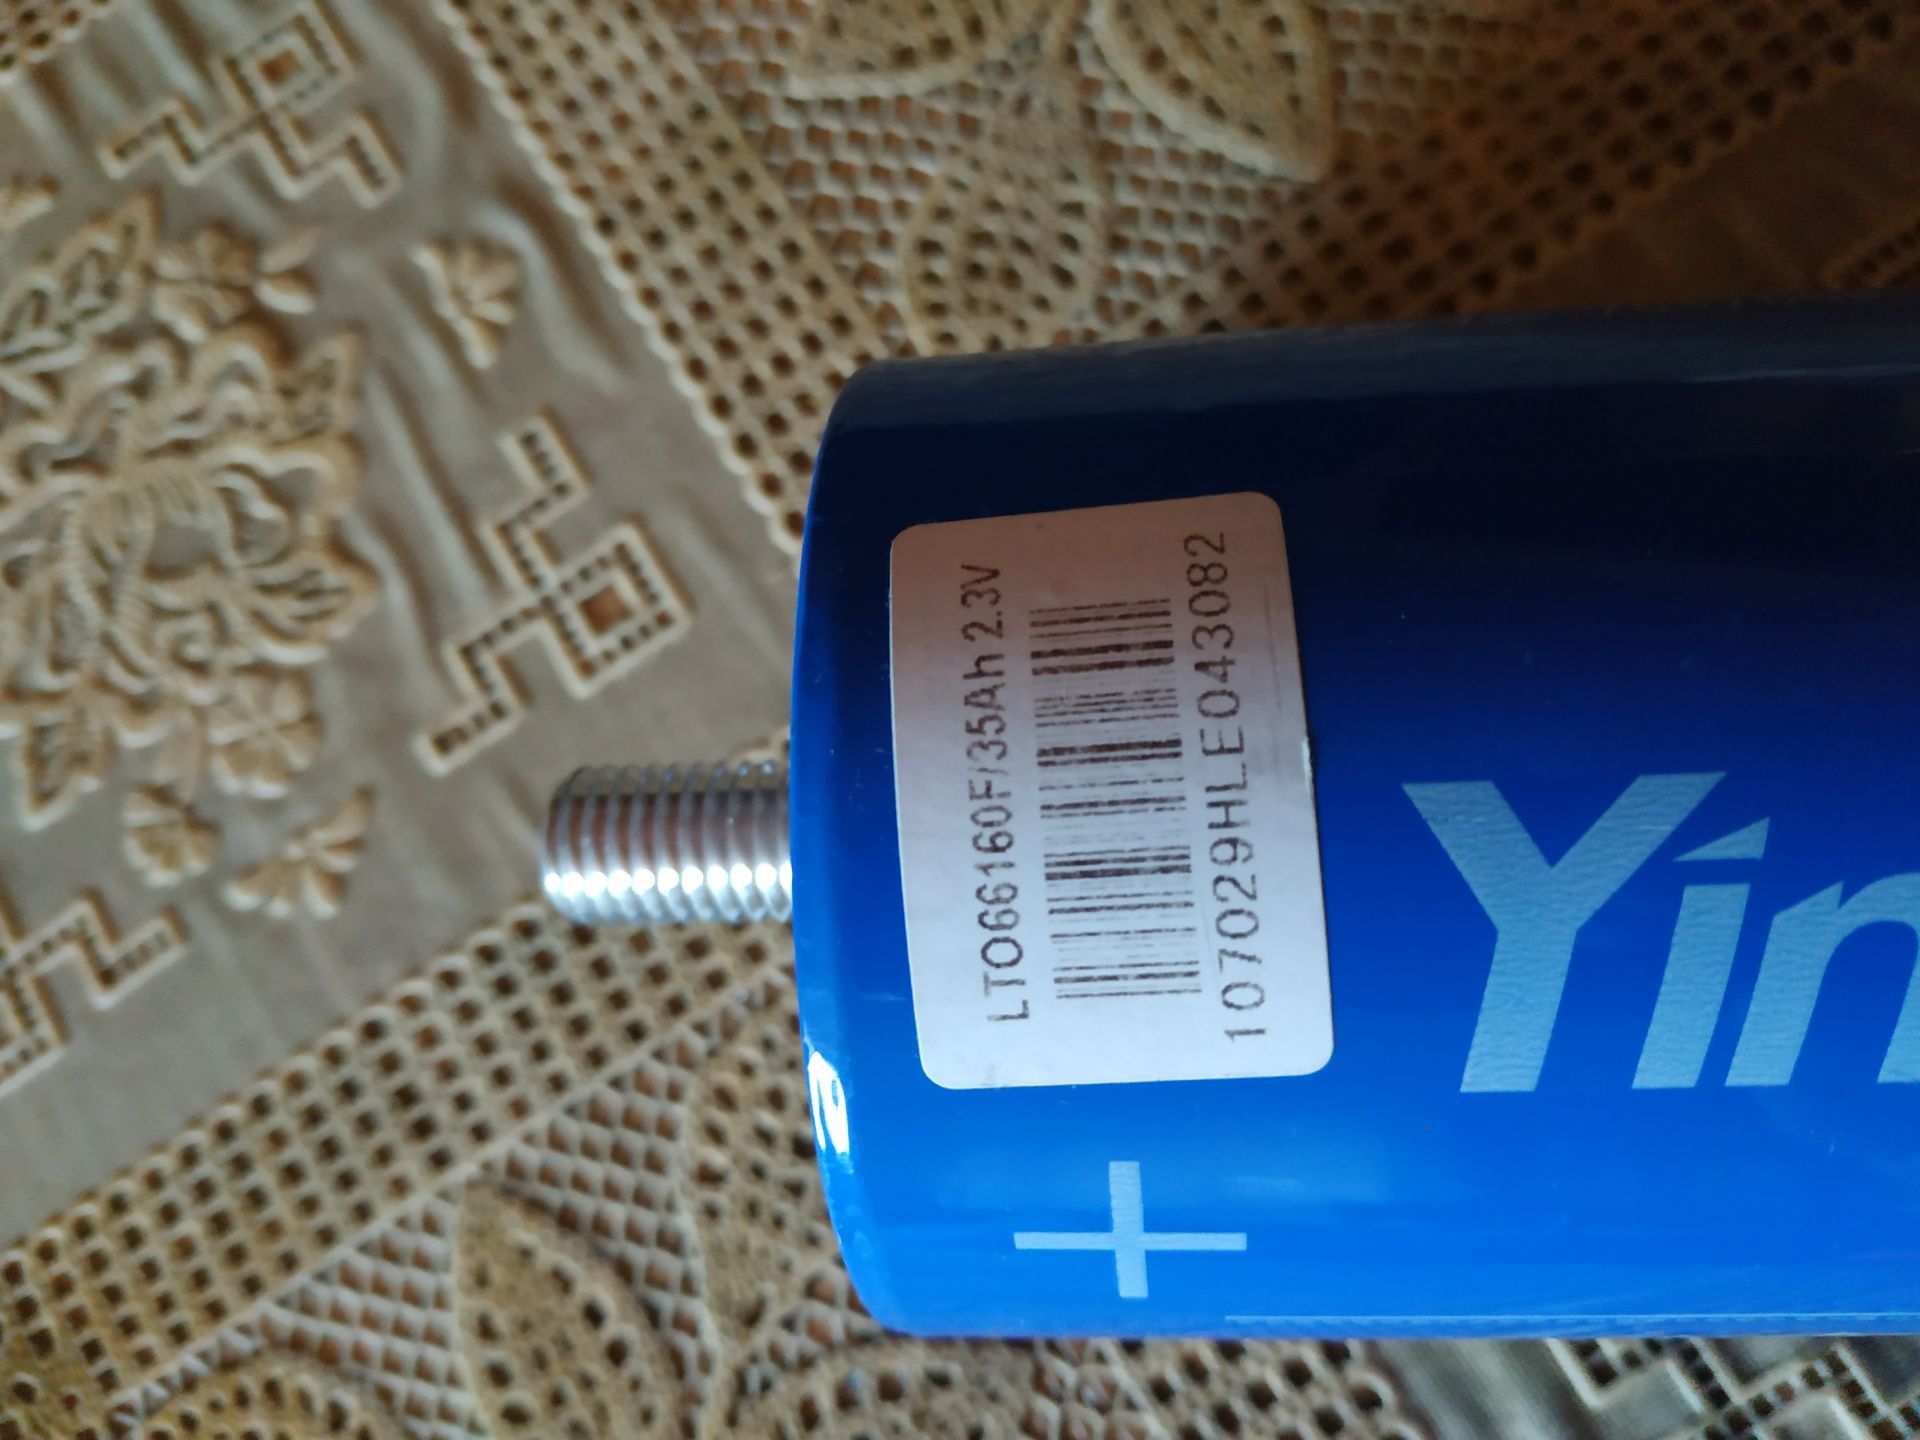 LTO66160F/35Ah 2.3V
107029HLE043082
Yin
+